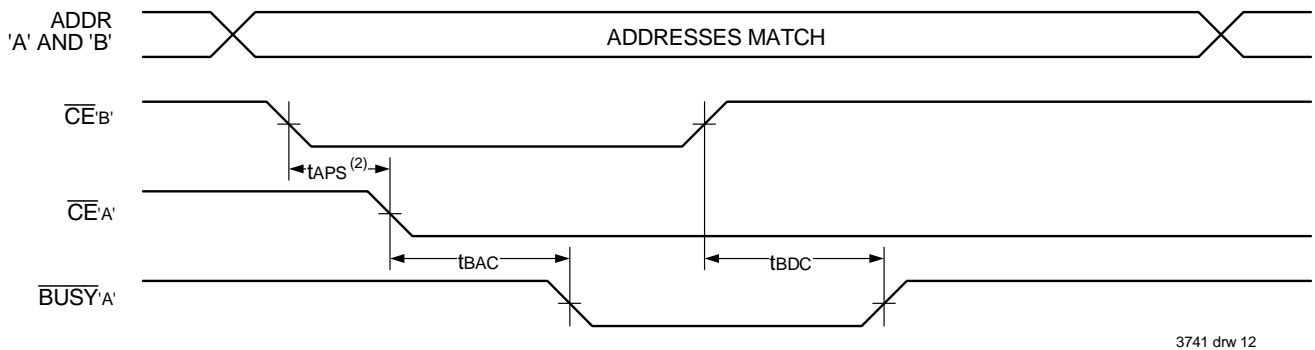 ADDR
'A' AND 'B'
ADDRESSES MATCH
CE'B'
tAPS (2)
CE'A'
tBAC
tBDC
BUSY'A'
3741 drw 12